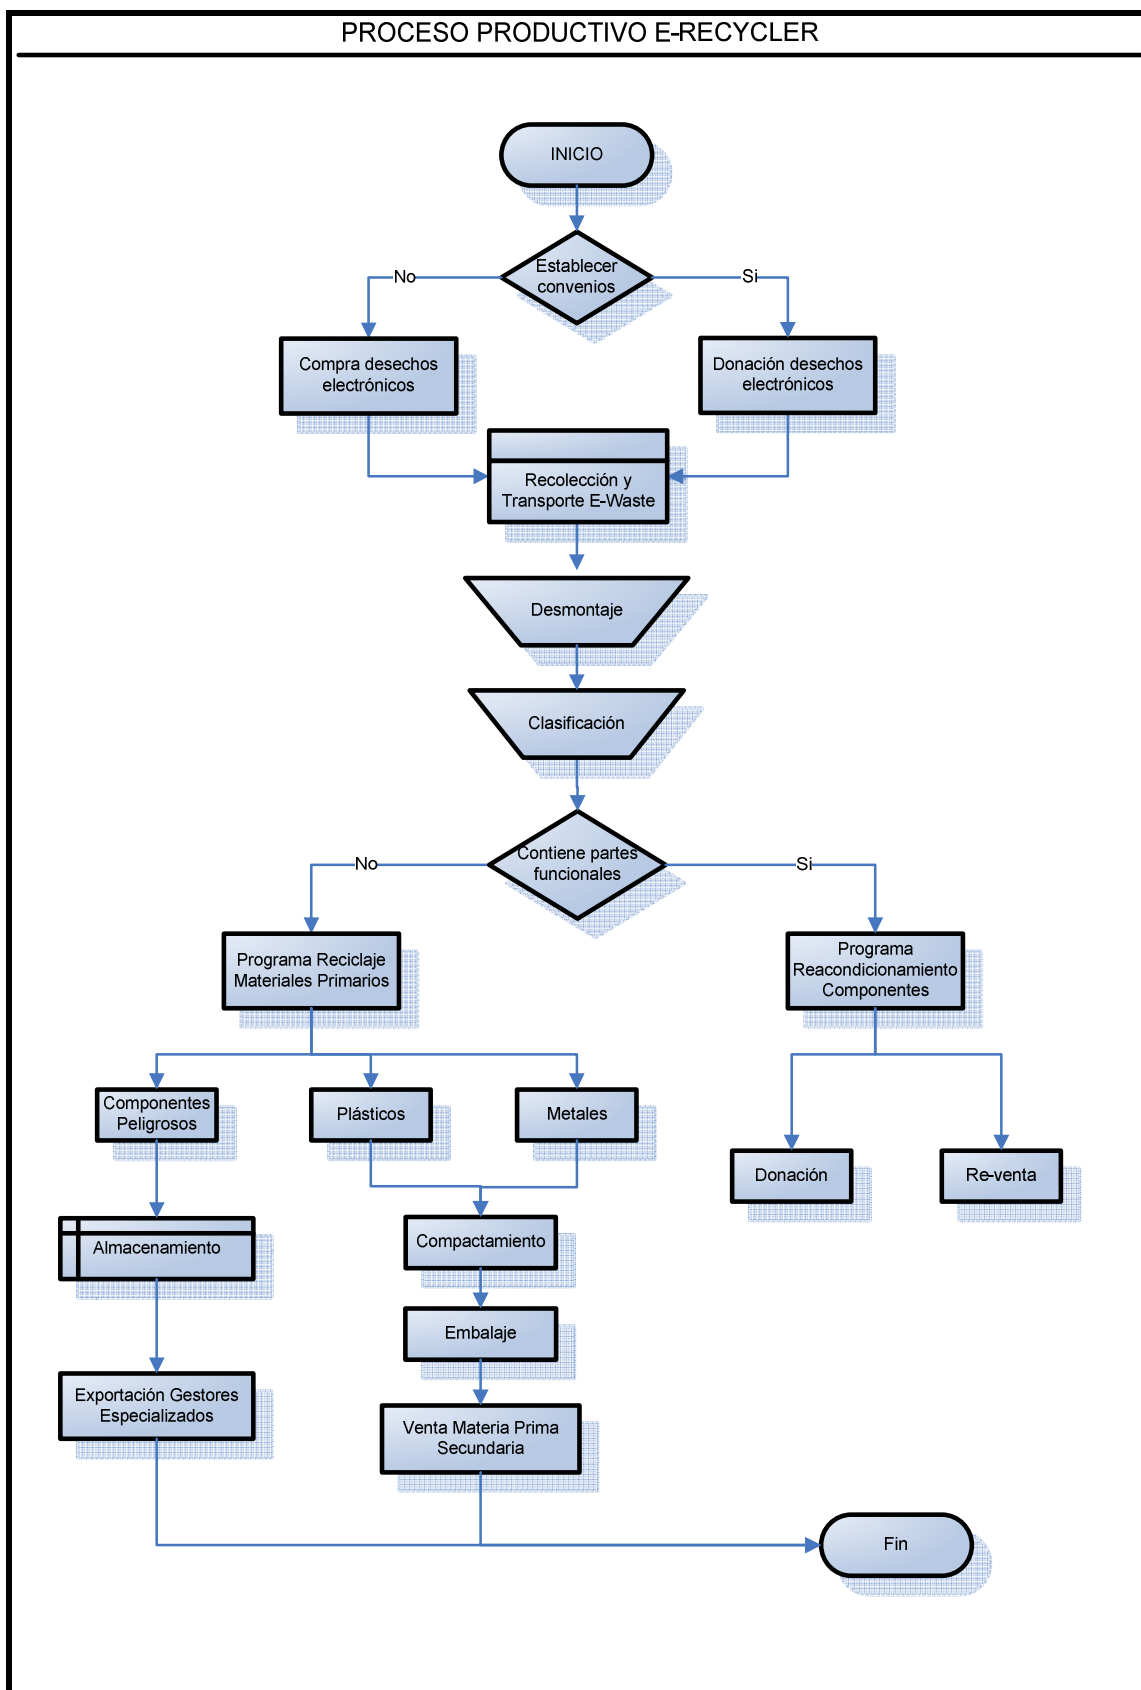 PROCESO PRODUCTIVO E-RECYCLER
INICIO
Establecer
convenios
No
Si
Compra desechos
electrónicos
Donación desechos
electrónicos
Recolección y
Transporte E-Waste
Desmontaje
Clasificación
Contiene partes
funcionales
No
Si
Programa Reciclaje
Materiales Primarios
Programa
Reacondicionamiento
Componentes
Componentes
Peligrosos
Plásticos
Metales
Donación
Re-venta
Almacenamiento
Compactamiento
Embalaje
Exportación Gestores
Especializados
Venta Materia Prima
Secundaria
Fin